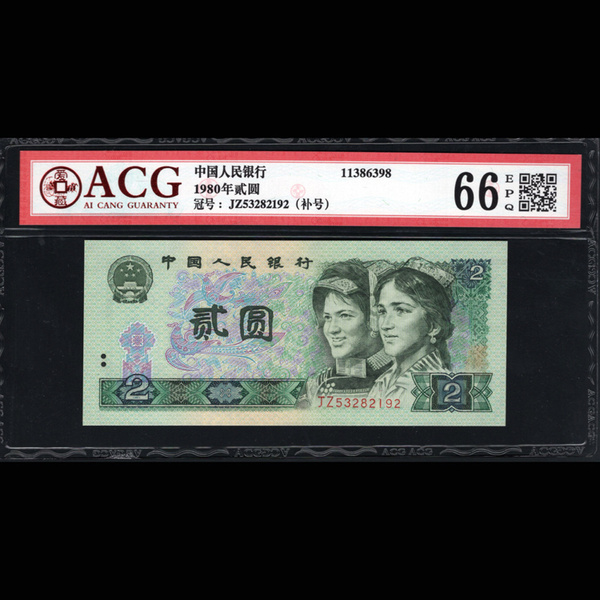 ACG
AI CANG GUARANTY
中国人民银行
11386398
1980年贰圆
冠号：JZ53282192（补号）
66
EPQ
中国人民银行
2
贰圆
2
JZ53282192
2